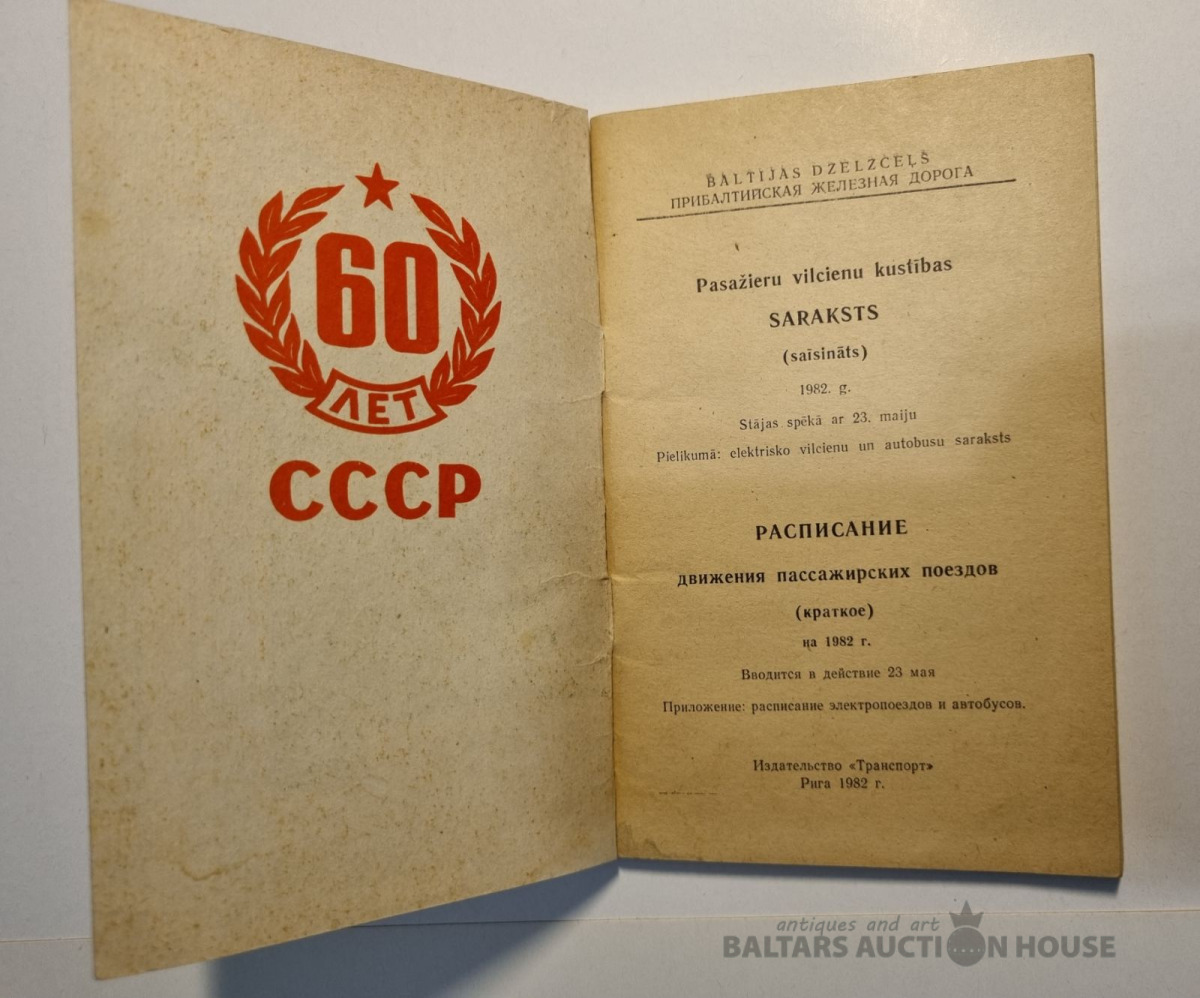 60
ЛЕТ
СССР
BALTIJAS DZELZCEĻŠ
ПРИБАЛТИЙСКАЯ ЖЕЛЕЗНАЯ ДОРОГА
Pasažieru vilcienu kustības
SARAKSTS
(saīsināts)
1982. g.
Stājas spēkā ar 23. maiju
Pielikumā: elektrisko vilcienu un autobusu saraksts
РАСПИСАНИЕ
движения пассажирских поездов
(краткое)
на 1982 г.
Вводится в действие 23 мая
Приложение: расписание электропоездов и автобусов.
Издательство «Транспорт»
Рига 1982 г.
antiques and art
BALTARS AUCTION HOUSE